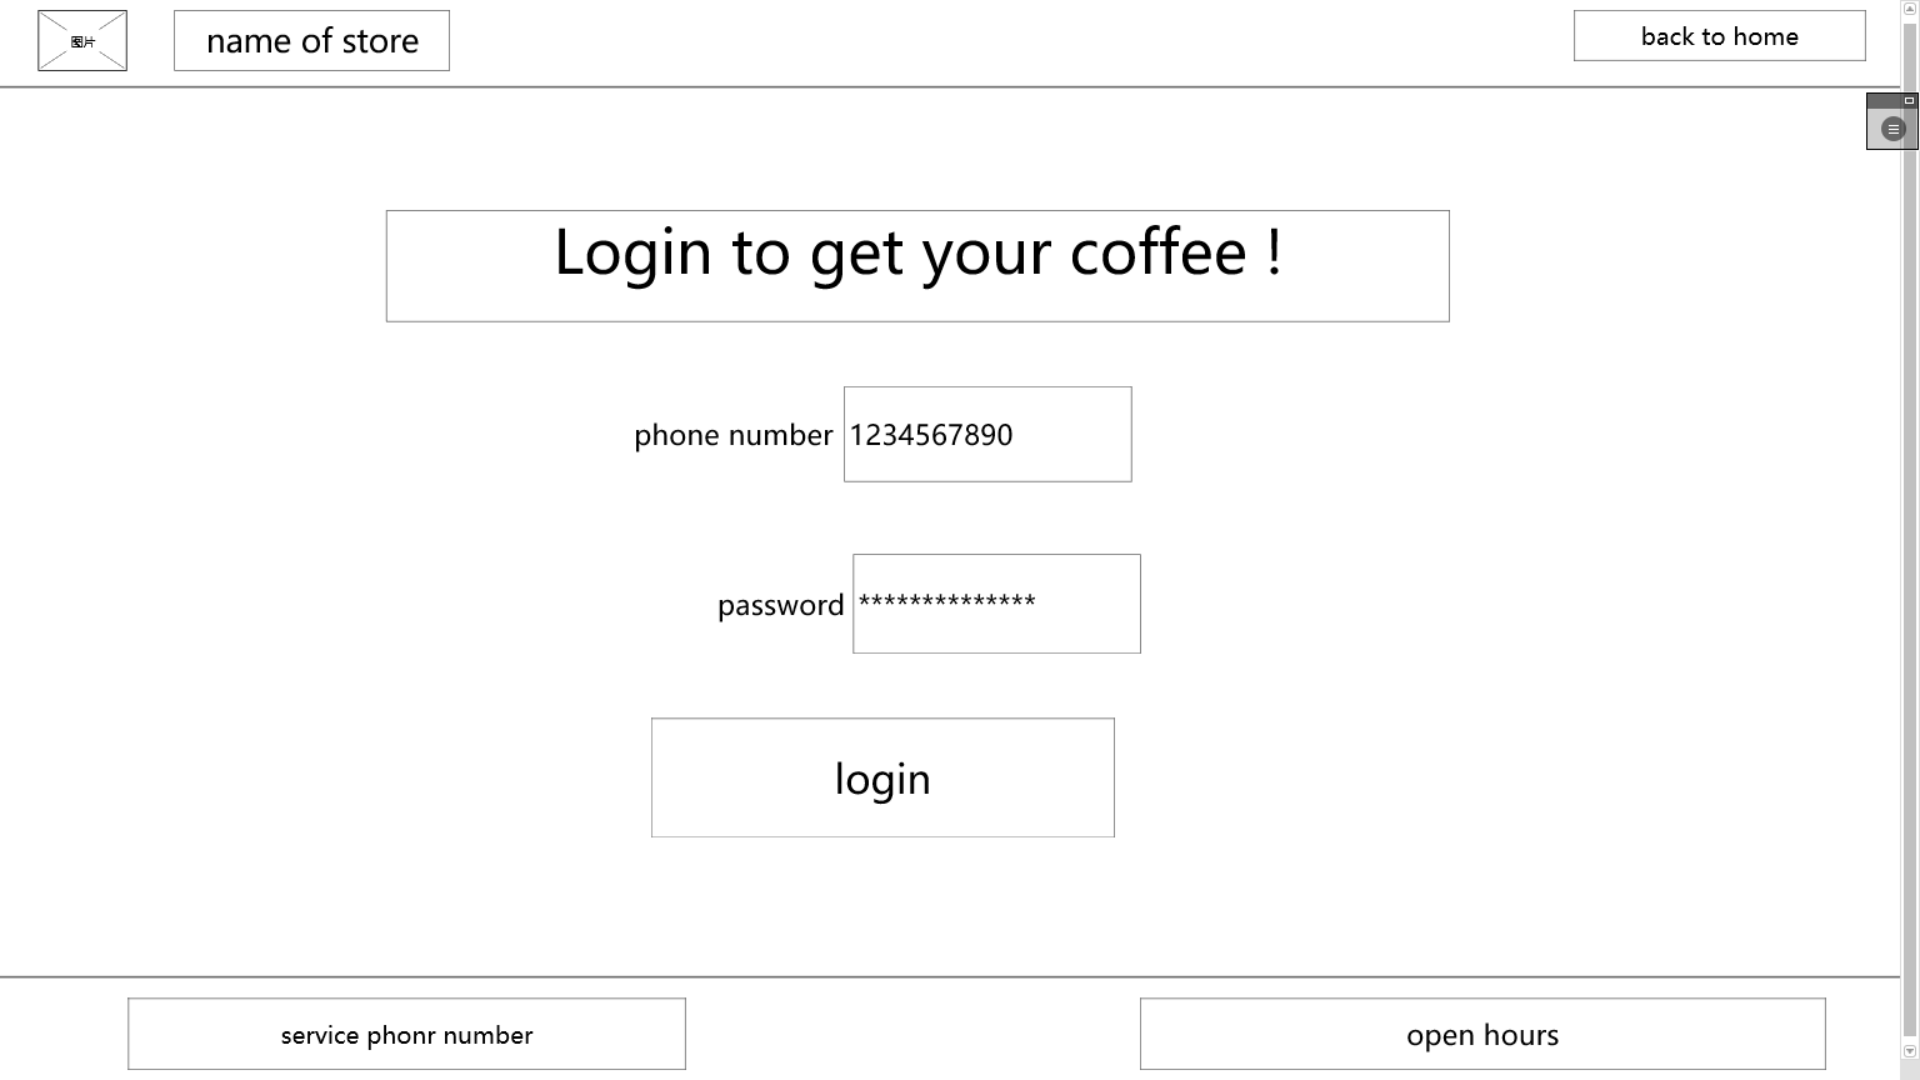 图片
name of store
back to home
Login to get your coffee !
phone number 1234567890
password **************
login
service phonr number
open hours